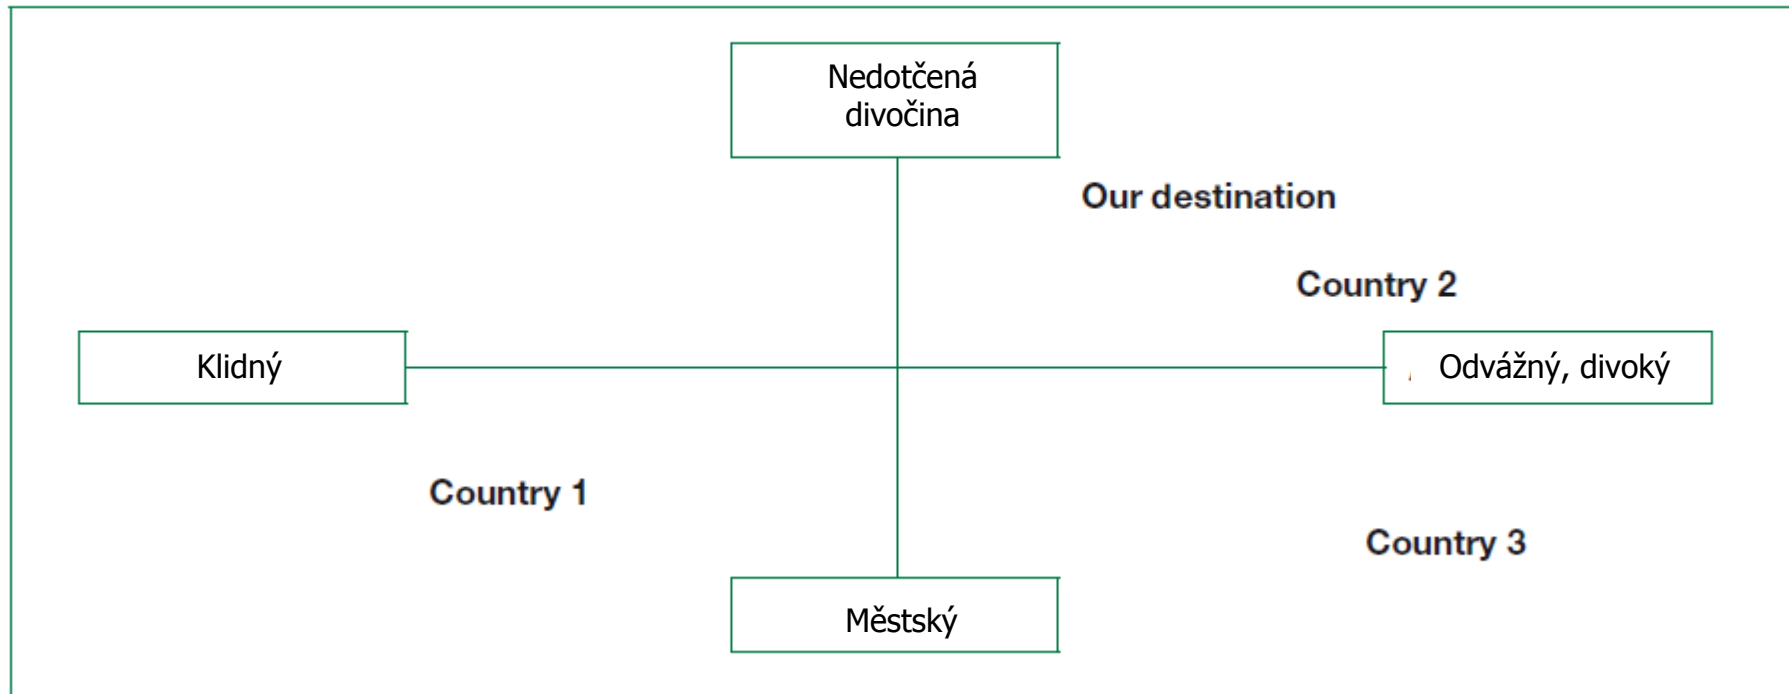 Nedotčená
divočina
Our destination
Country 2
Klidný
Odvážný, divoký
Country 1
Country 3
Městský